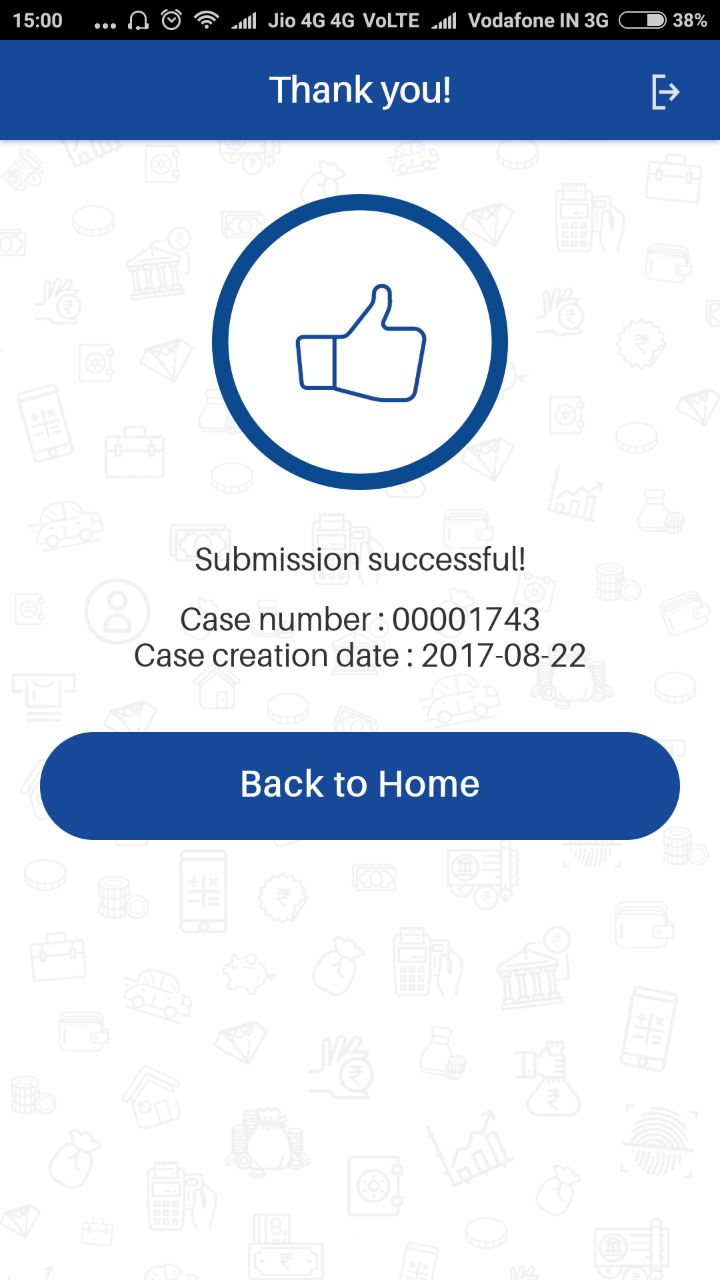 15:00 ... Jio 4G 4G VoLTE Vodafone IN 3G 38%
Thank you!
Submission successful!
Case number : 00001743
Case creation date : 2017-08-22
Back to Home